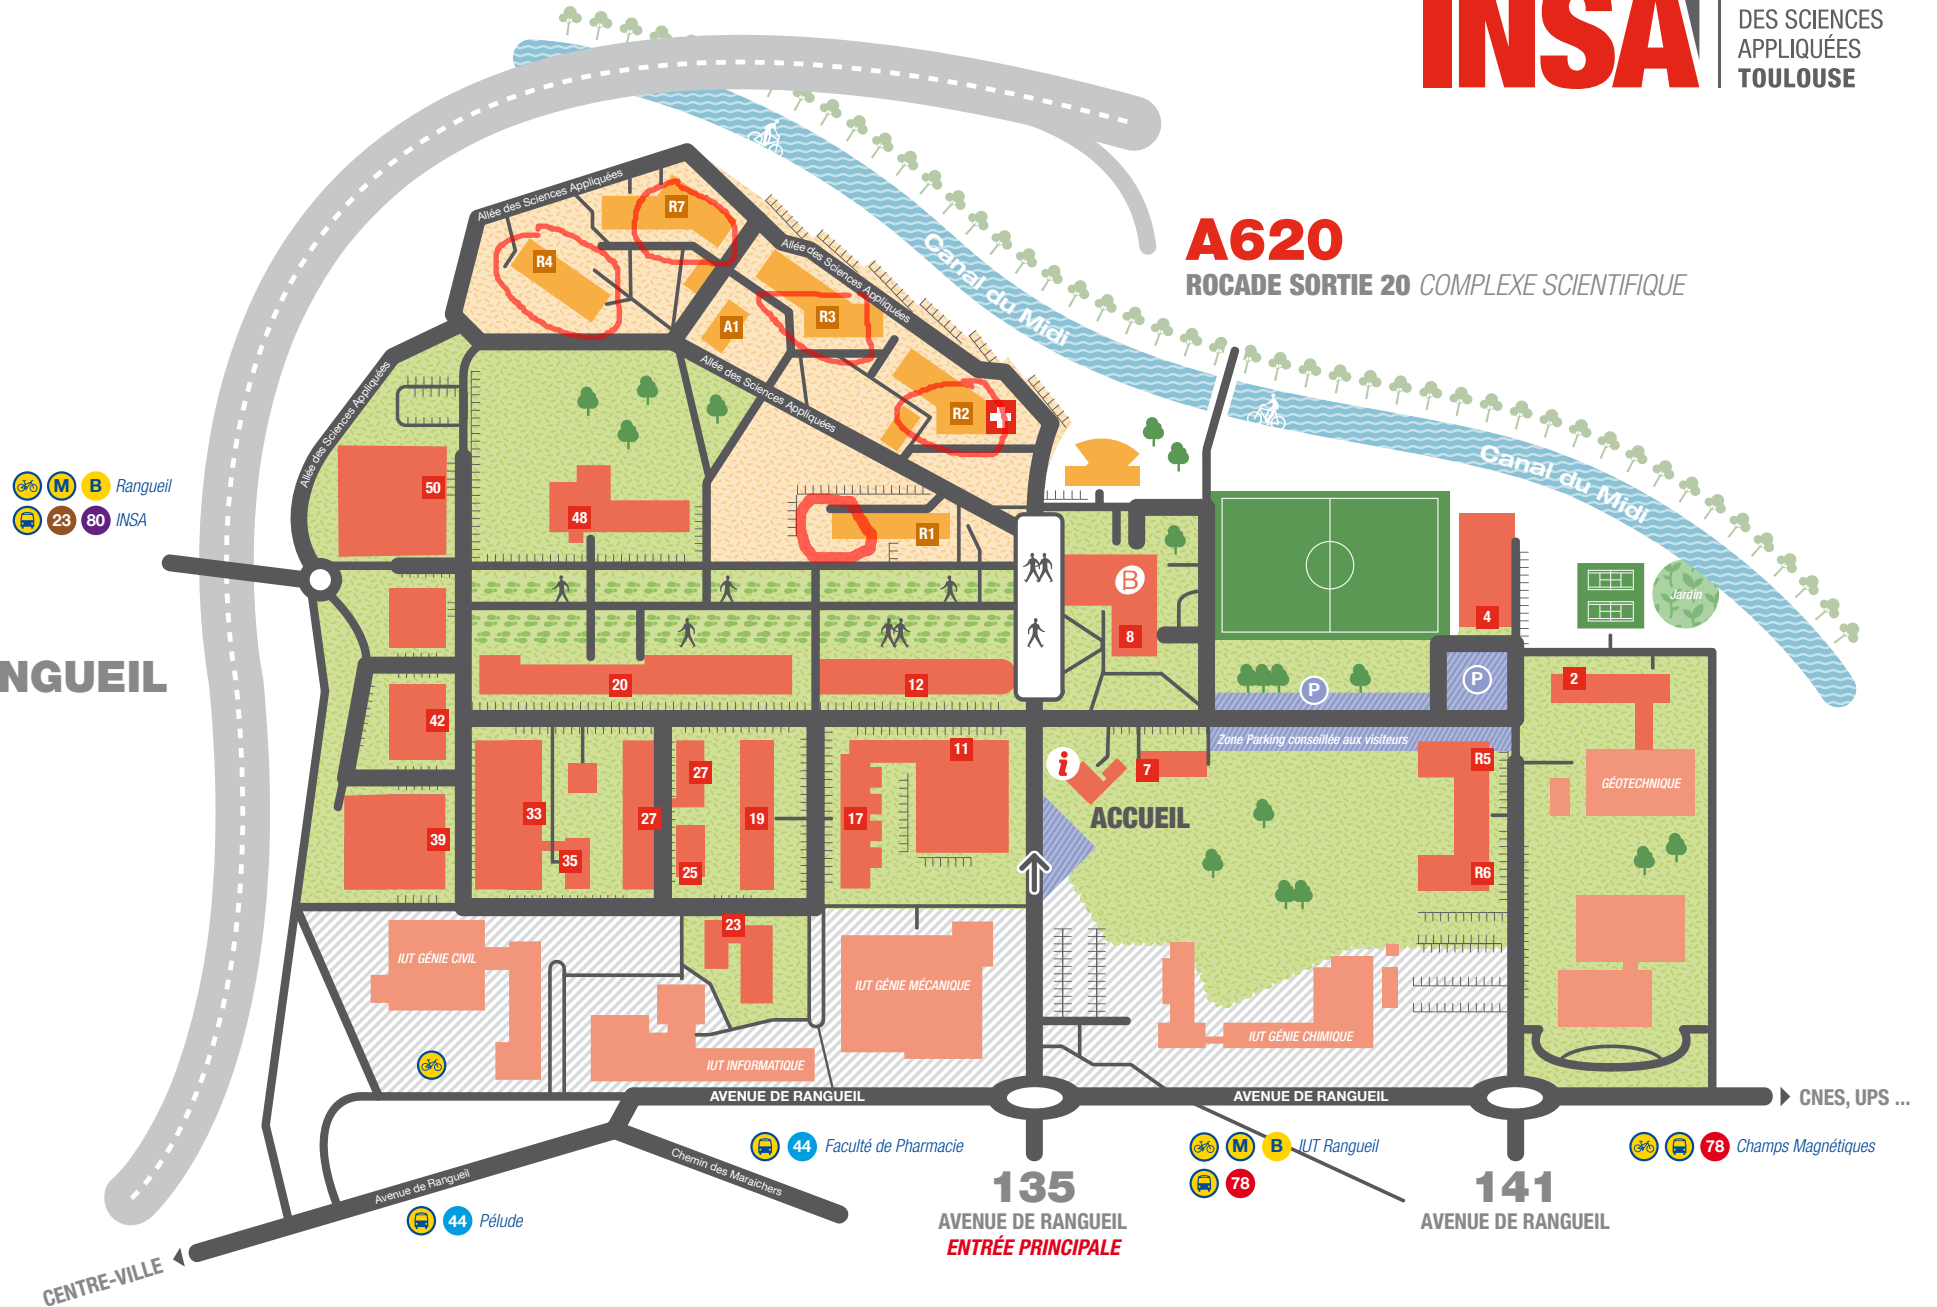 INSA
DES SCIENCES
APPLIQUÉES
TOULOUSE
Allée des Sciences Appliquées
R7
R4
Allée des Sciences Appliquées
Canal du Midi
A620
ROCADE SORTIE 20 COMPLEXE SCIENTIFIQUE
R3
A1
Allée des Sciences Appliquées
Allée des Sciences Appliquées
R2
Canal du Midi
50
M B Rangueil
23 80 INSA
48
R1
B
8
4
Jardin
NGUEIL
20
12
P
P
2
42
Zone Parking conseillée aux visiteurs
11
i
7
R5
GÉOTECHNIQUE
27
33
27
19
17
ACCUEIL
39
35
25
R6
23
IUT GÉNIE CIVIL
IUT GÉNIE MÉCANIQUE
IUT GÉNIE CHIMIQUE
IUT INFORMATIQUE
AVENUE DE RANGUEIL
AVENUE DE RANGUEIL
CNES, UPS ...
44 Faculté de Pharmacie
M B IUT Rangueil
78
78 Champs Magnétiques
Chemin des Maraichers
Avenue de Rangueil
44 Pélude
135
AVENUE DE RANGUEIL
ENTRÉE PRINCIPALE
141
AVENUE DE RANGUEIL
CENTRE-VILLE